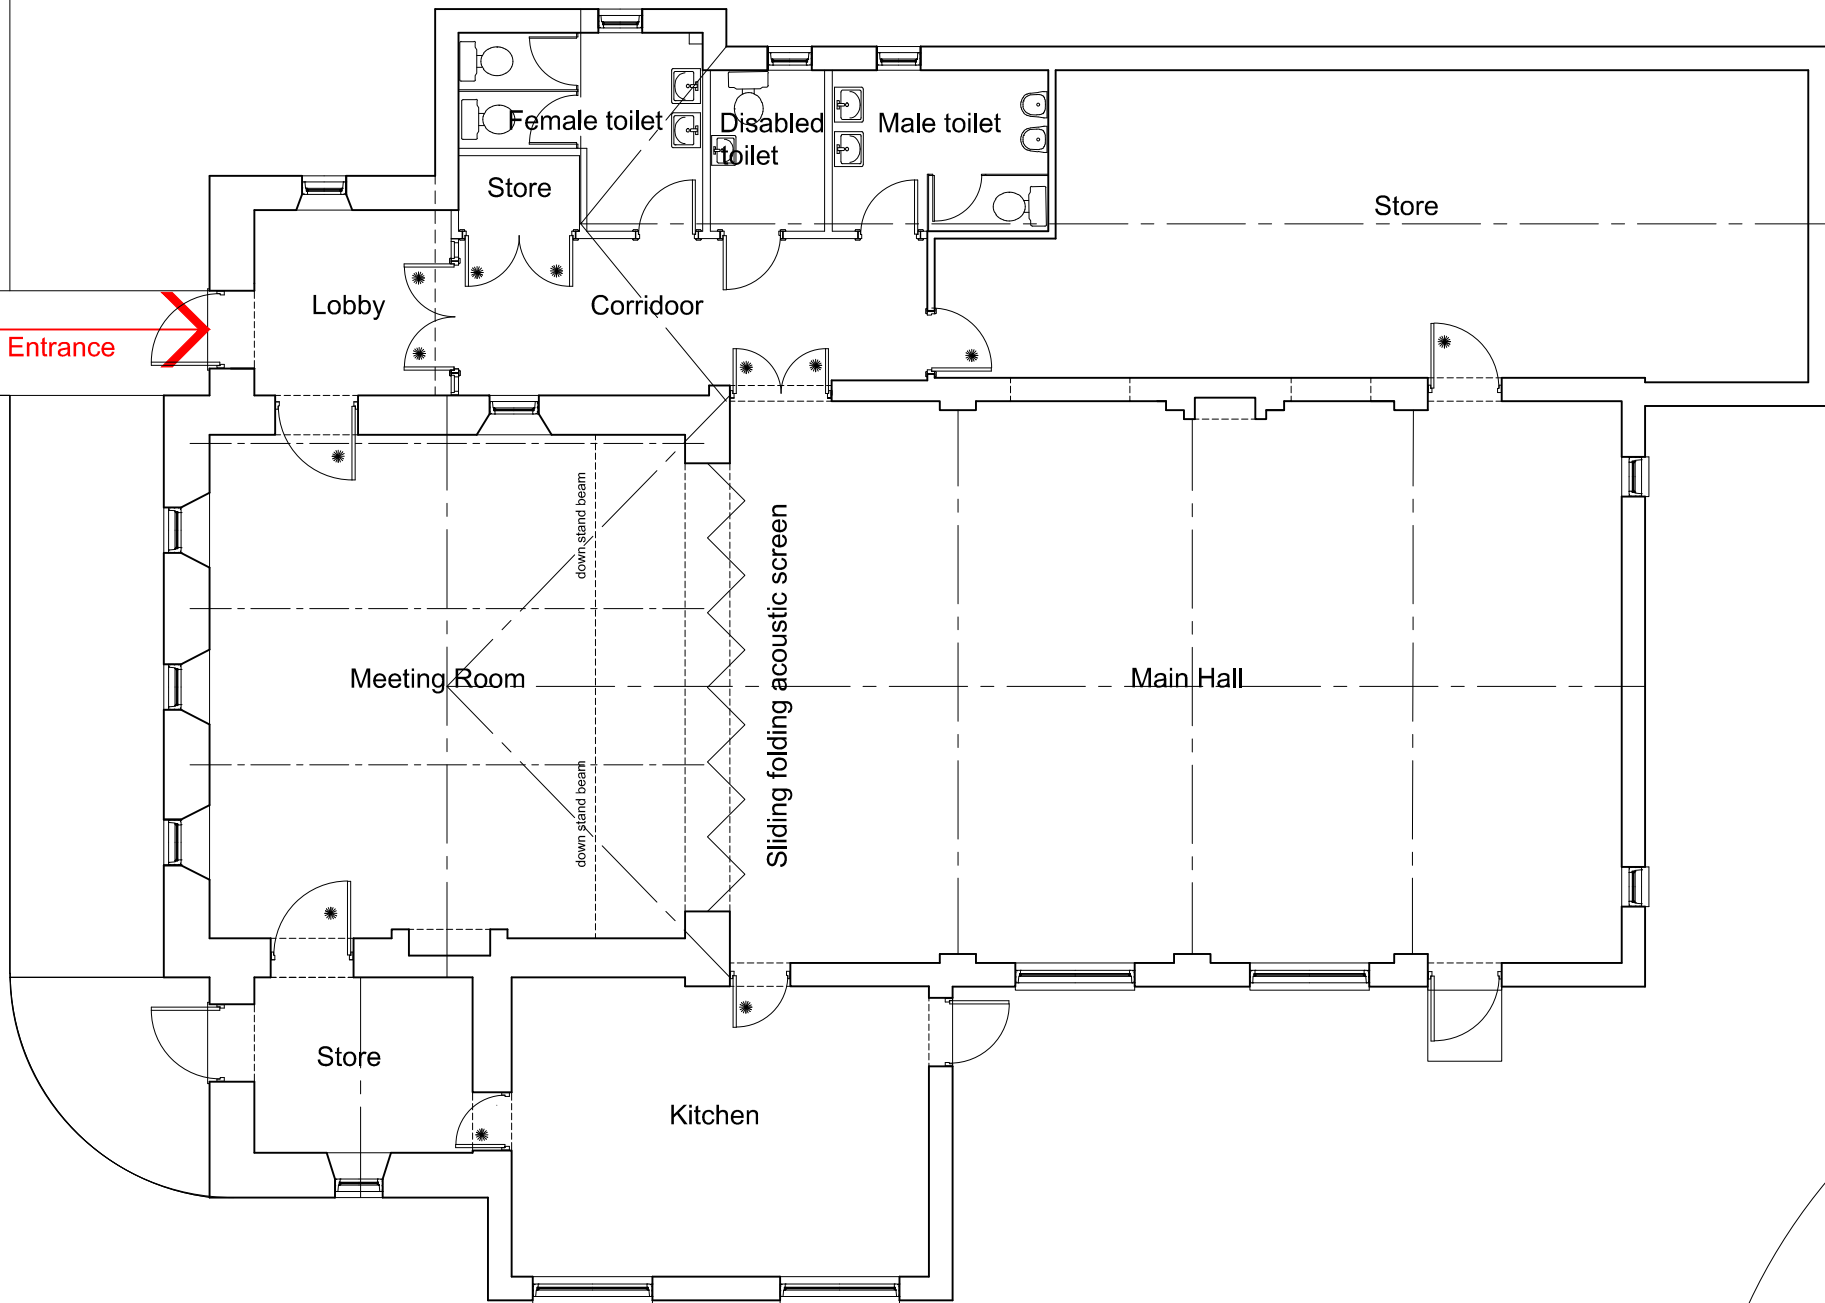 Female toilet
Disabled
toilet
Male toilet
Store
Store
Lobby
Corridoor
Entrance
down stand beam
Sliding folding acoustic screen
Meeting Room
Main Hall
down stand beam
Store
Kitchen